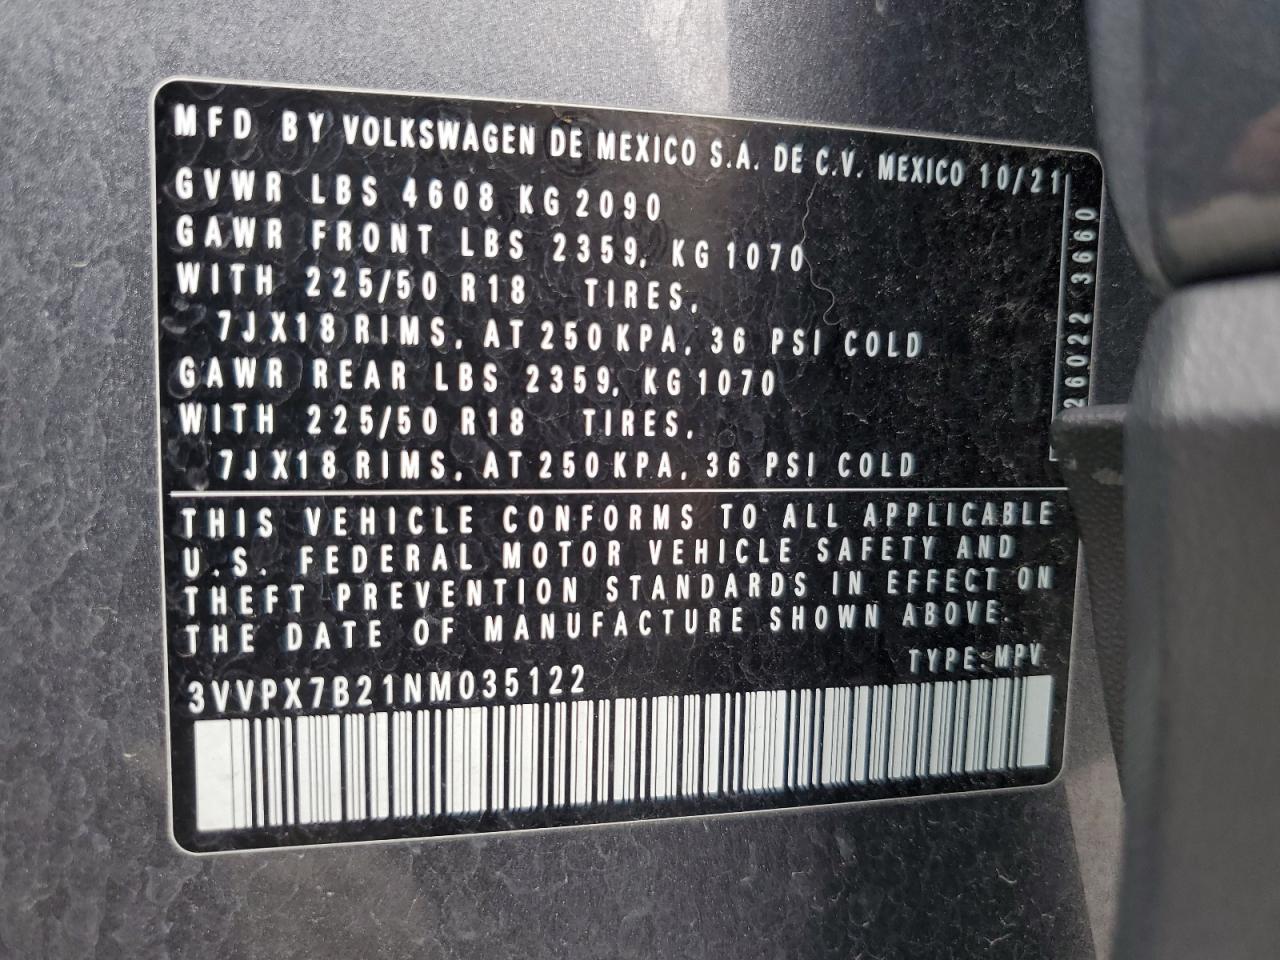 MFD BY VOLKSWAGEN DE MEXICO S.A. DE C.V. MEXICO 10/21
GVWR LBS 4608 KG 2090
GAWR FRONT LBS 2359, KG 1070
WITH 225/50 R18 TIRES,
7JX18 RIMS, AT 250 KPA, 36 PSI COLD
GAWR REAR LBS 2359, KG 1070
WITH 225/50 R18 TIRES,
7JX18 RIMS, AT 250 KPA, 36 PSI COLD
THIS VEHICLE CONFORMS TO ALL APPLICABLE
U.S. FEDERAL MOTOR VEHICLE SAFETY AND
THEFT PREVENTION STANDARDS IN EFFECT ON
THE DATE OF MANUFACTURE SHOWN ABOVE.
TYPE: MPV
3VVPX7B21NM035122
26022 3660